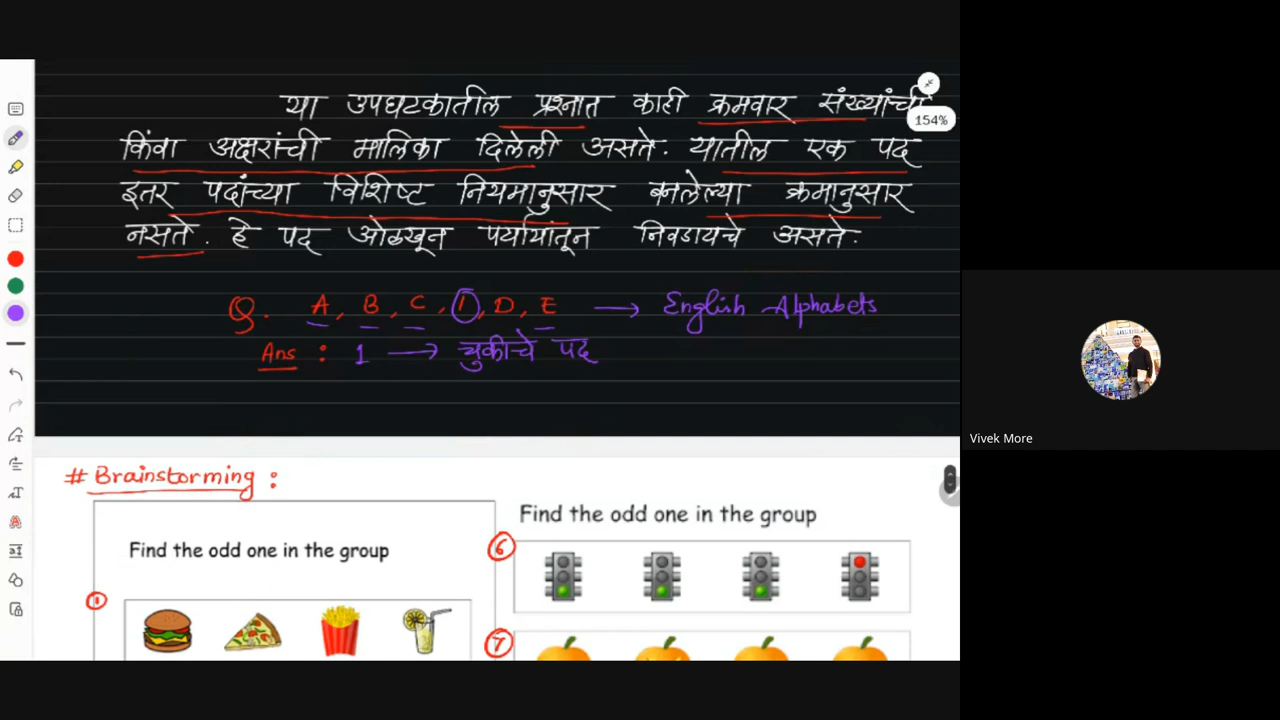 या उपघटकातील प्रश्नात काही क्रमवार संख्यांची
किंवा अक्षरांची मालिका दिलेली असते. यातील एक पद
इतर पदांच्या विशिष्ट नियमानुसार बनलेल्या क्रमानुसार
नसते. हे पद ओळखून पर्यायांतून निवडायचे असते.
154%
Q. A, B, C, 1, D, E → English Alphabets
Ans : 1 → चुकीचे पद
# Brainstorming :
Find the odd one in the group
1
Find the odd one in the group
6
7
Vivek More